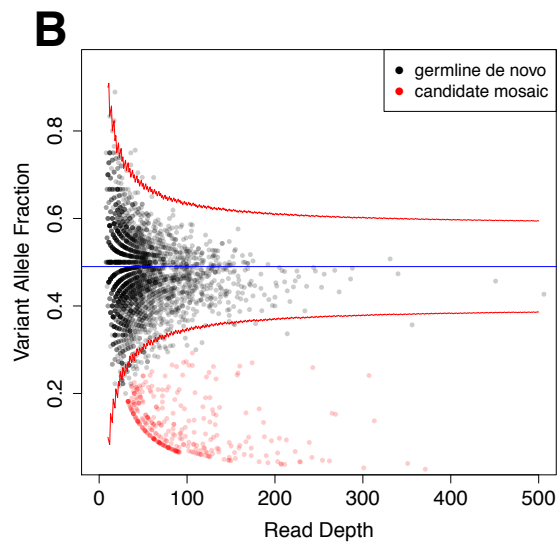 B
germline de novo
candidate mosaic
0.8
0.6
0.4
0.2
Variant Allele Fraction
0
100
200
300
400
500
Read Depth